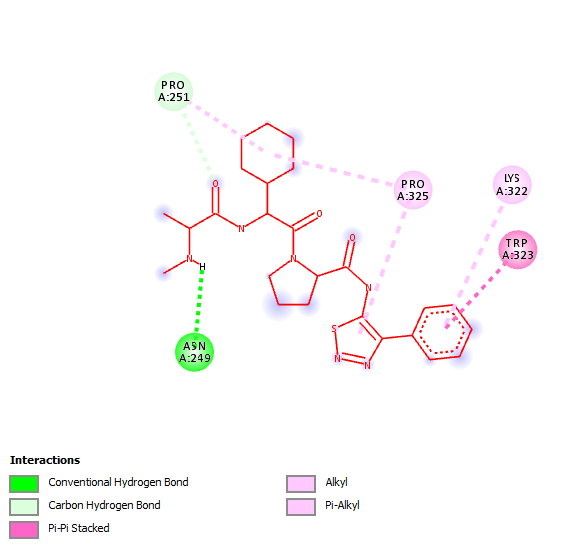 PRO
A:251
LYS
A:322
PRO
A:325
O
O
N
TRP
A:323
O
N
N
H
N
S
N
N
ASN
A:249
Interactions
Conventional Hydrogen Bond
Carbon Hydrogen Bond
Pi-Pi Stacked
Alkyl
Pi-Alkyl